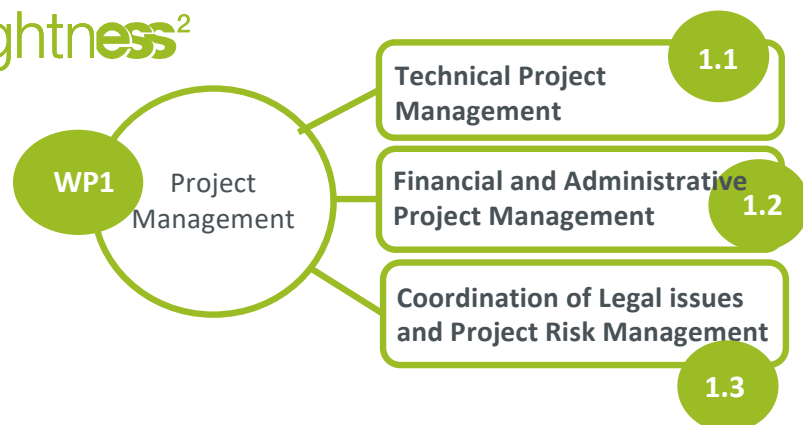 ghtness²
1.1
Technical Project
Management
WP1
Project
Management
Financial and Administrative
Project Management
1.2
Coordination of Legal issues
and Project Risk Management
1.3